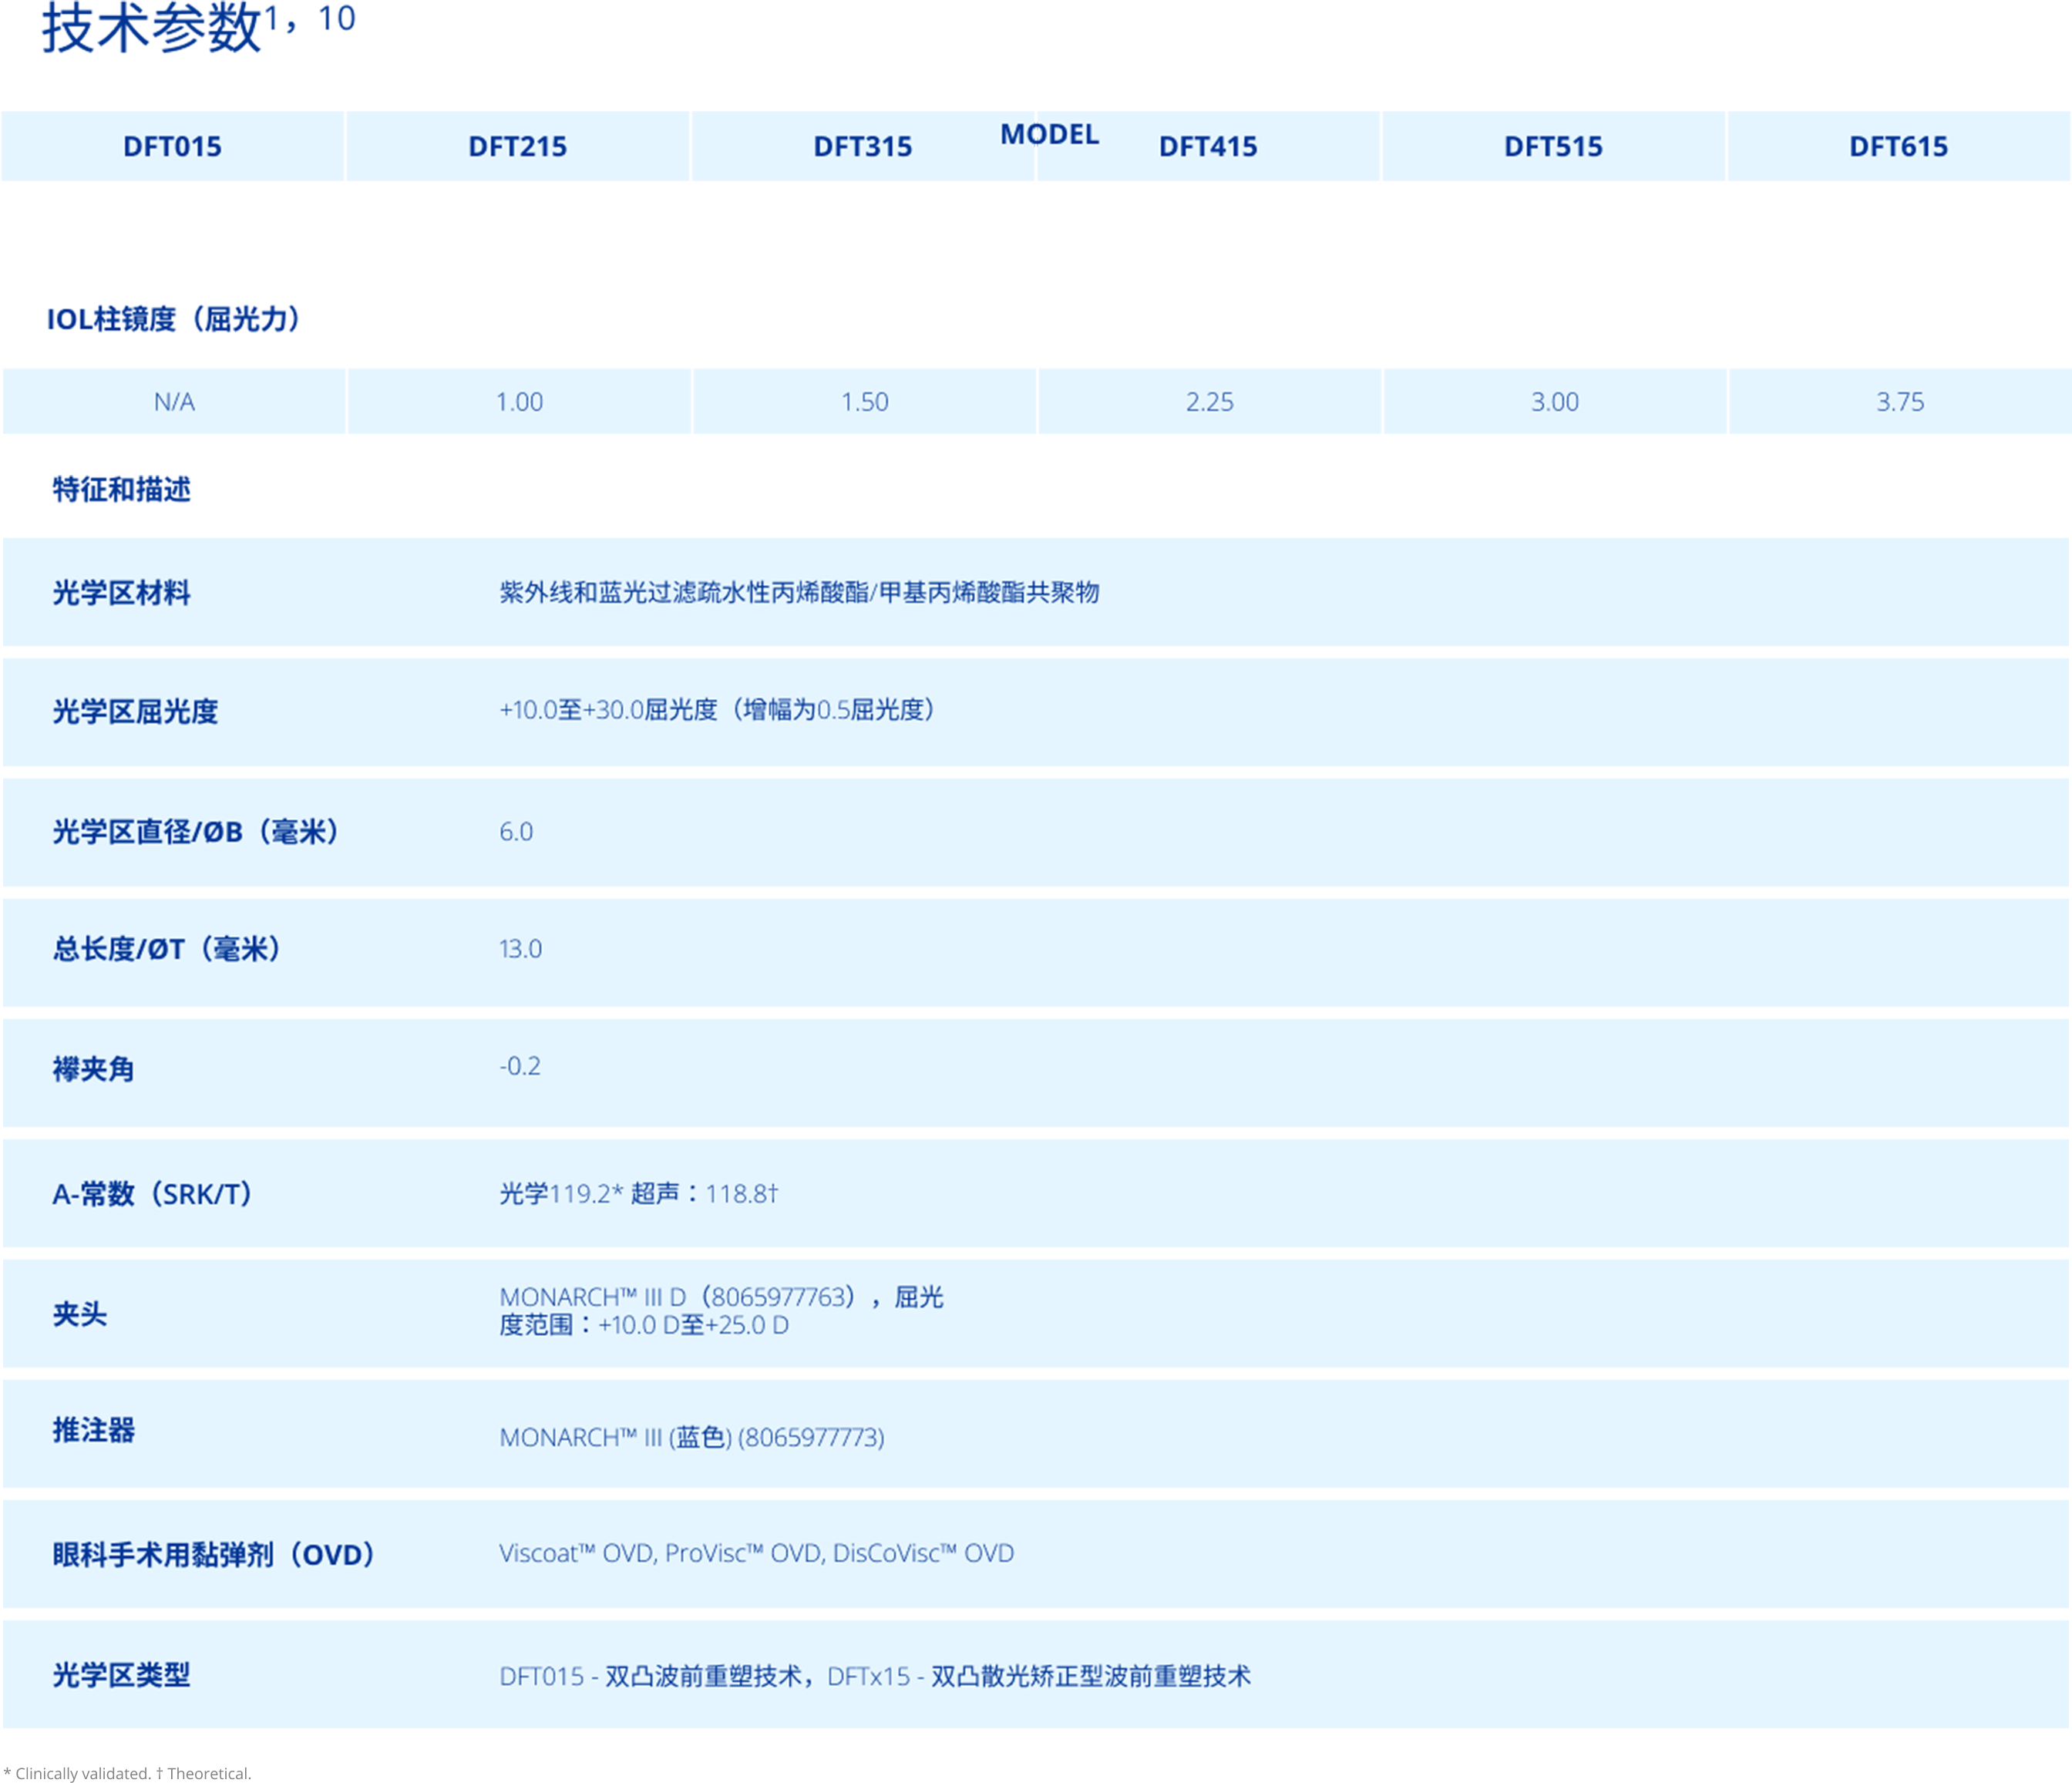 技术参数1，10
MODEL
DFT015 DFT215 DFT315 DFT415 DFT515 DFT615
IOL柱镜度（屈光力）
N/A 1.00 1.50 2.25 3.00 3.75
特征和描述
光学区材料 紫外线和蓝光过滤疏水性丙烯酸酯/甲基丙烯酸酯共聚物
光学区屈光度 +10.0至+30.0屈光度（增幅为0.5屈光度）
光学区直径/ØB（毫米） 6.0
总长度/ØT（毫米） 13.0
襻夹角 -0.2
A-常数（SRK/T） 光学119.2* 超声：118.8†
夹头 MONARCH™ III D（8065977763），屈光
度范围：+10.0 D至+25.0 D
推注器 MONARCH™ III (蓝色) (8065977773)
眼科手术用黏弹剂（OVD） Viscoat™ OVD, ProVisc™ OVD, DisCoVisc™ OVD
光学区类型 DFT015 - 双凸波前重塑技术，DFTx15 - 双凸散光矫正型波前重塑技术
* Clinically validated. † Theoretical.